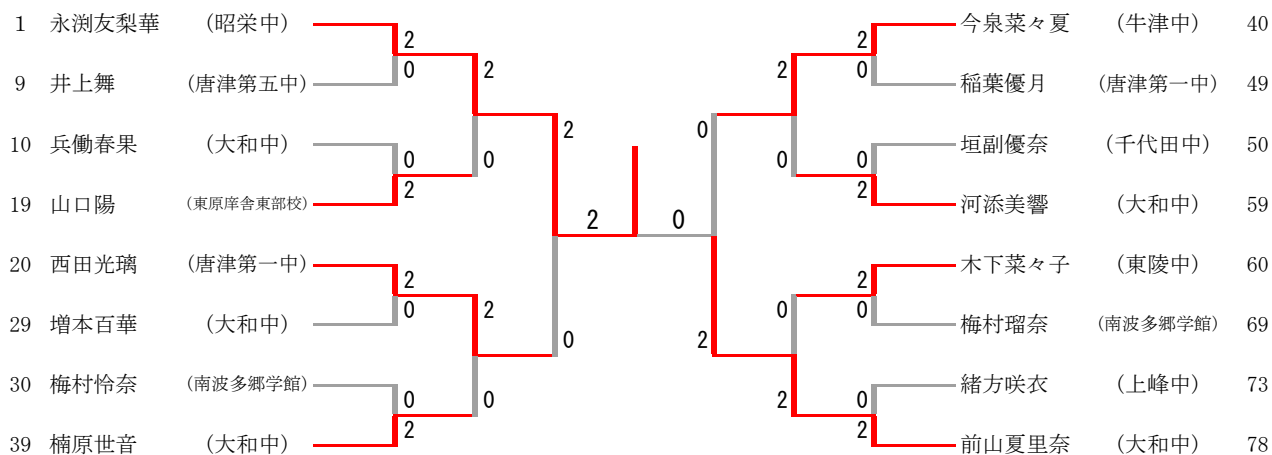 1 永渕友梨華 (昭栄中) 2 今泉菜々夏 (牛津中) 40
2 2
0 2 2 0
9 井上舞 (唐津第五中) 稲葉優月 (唐津第一中) 49
2 0
10 兵働春果 (大和中) 垣副優奈 (千代田中) 50
0 0 0 0
2 2
19 山口陽 (東原庠舎東部校) 河添美響 (大和中) 59
2 0
20 西田光璃 (唐津第一中) 木下菜々子 (東陵中) 60
2 2
0 2 0 0
29 増本百華 (大和中) 梅村瑠奈 (南波多郷学館) 69
0 2
30 梅村怜奈 (南波多郷学館) 緒方咲衣 (上峰中) 73
0 0 2 0
2 2
39 楠原世音 (大和中) 前山夏里奈 (大和中) 78